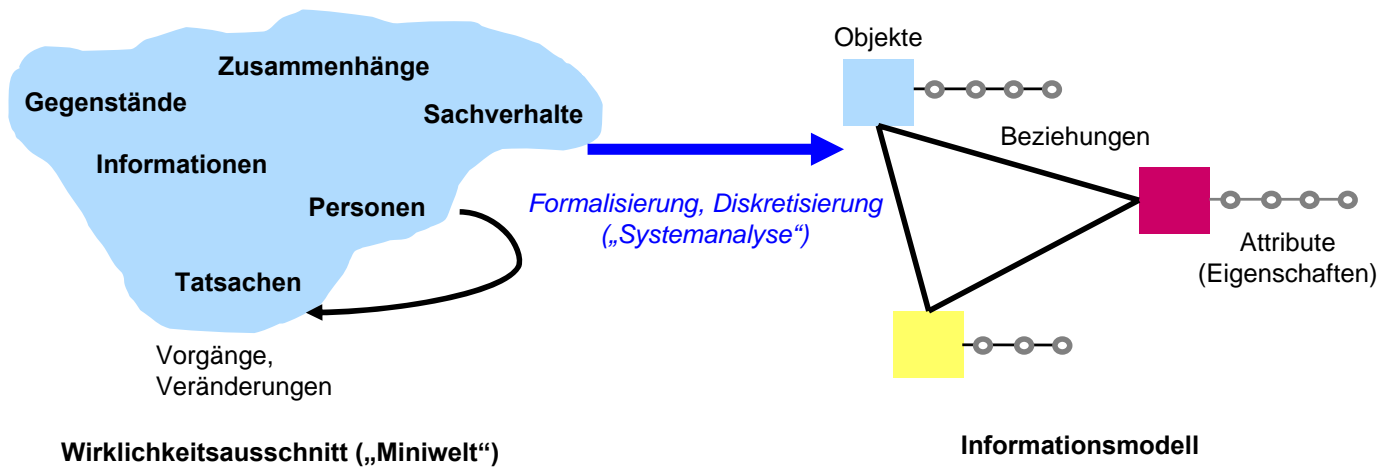 Zusammenhänge
Gegenstände
Sachverhalte
Informationen
Personen
Tatsachen
Vorgänge,
Veränderungen
Wirklichkeitsausschnitt („Miniwelt“)
Formalisierung, Diskretisierung
(„Systemanalyse“)
Objekte
Beziehungen
Attribute
(Eigenschaften)
Informationsmodell